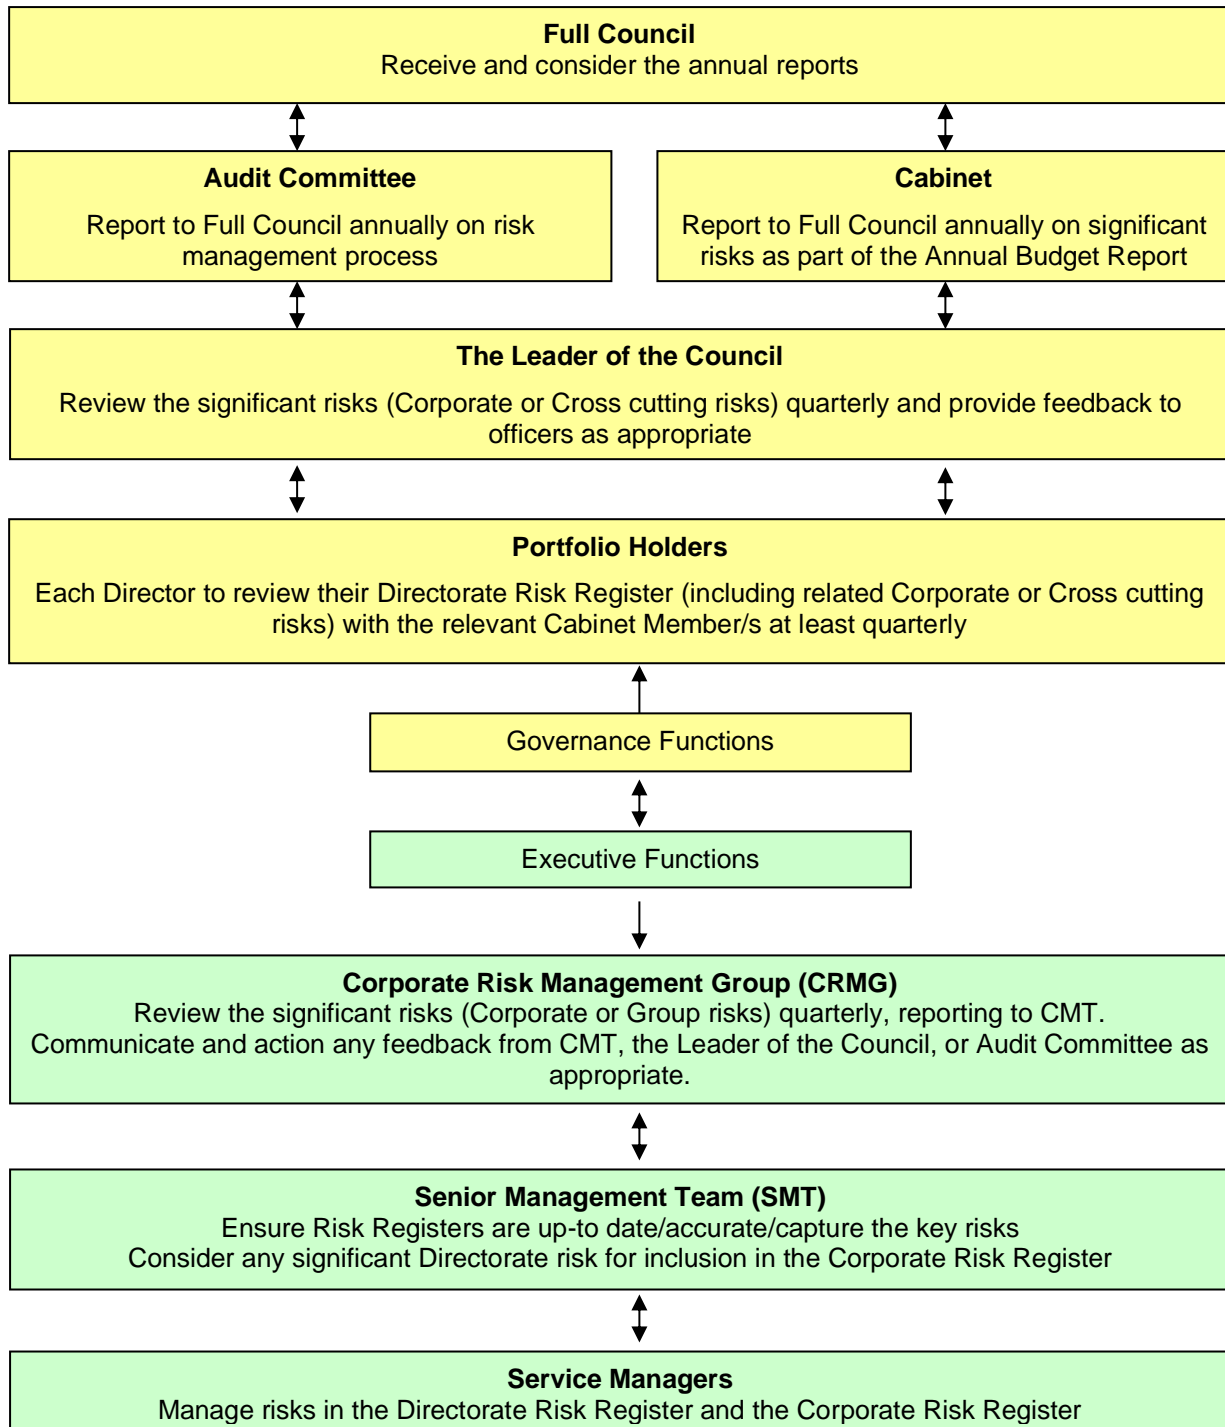 Full Council
Receive and consider the annual reports
Audit Committee
Report to Full Council annually on risk
management process
Cabinet
Report to Full Council annually on significant
risks as part of the Annual Budget Report
The Leader of the Council
Review the significant risks (Corporate or Cross cutting risks) quarterly and provide feedback to
officers as appropriate
Portfolio Holders
Each Director to review their Directorate Risk Register (including related Corporate or Cross cutting
risks) with the relevant Cabinet Member/s at least quarterly
Governance Functions
Executive Functions
Corporate Risk Management Group (CRMG)
Review the significant risks (Corporate or Group risks) quarterly, reporting to CMT.
Communicate and action any feedback from CMT, the Leader of the Council, or Audit Committee as
appropriate.
Senior Management Team (SMT)
Ensure Risk Registers are up-to date/accurate/capture the key risks
Consider any significant Directorate risk for inclusion in the Corporate Risk Register
Service Managers
Manage risks in the Directorate Risk Register and the Corporate Risk Register